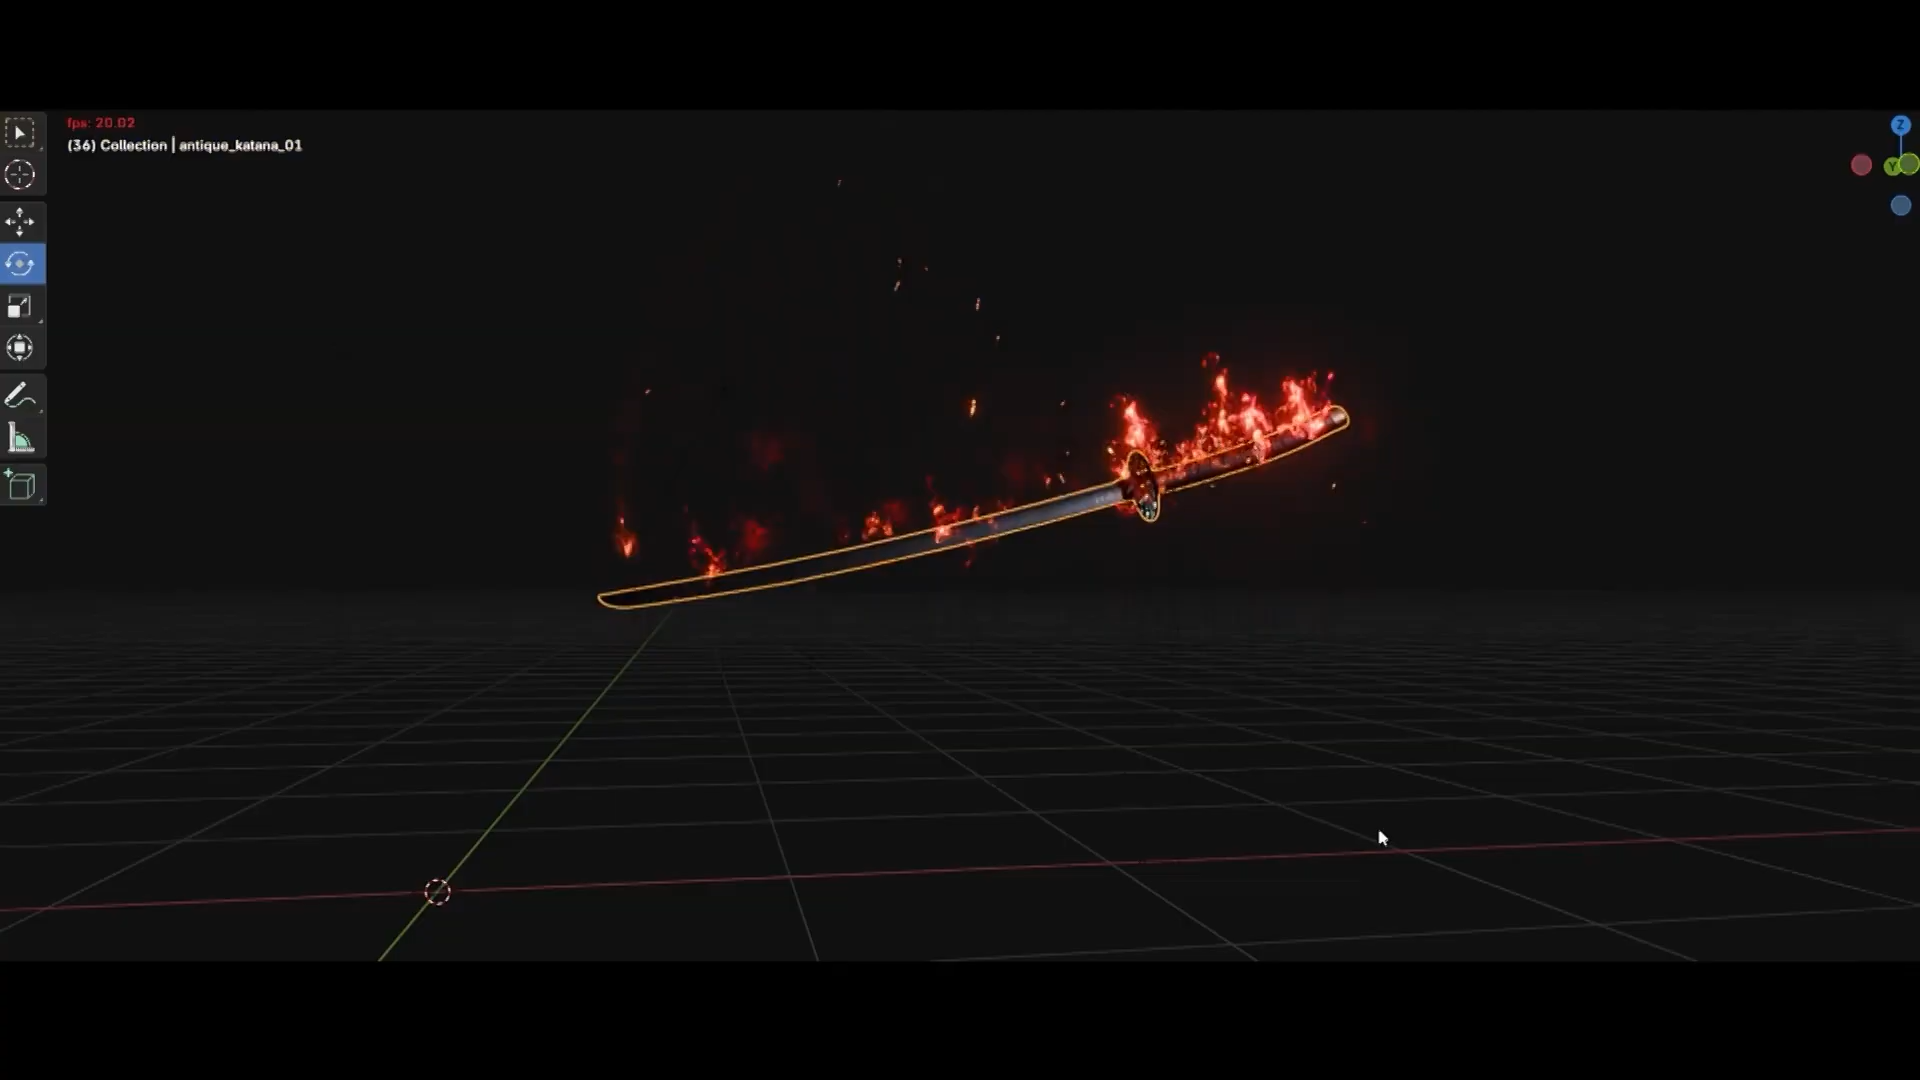 fps: 20.02
(36) Collection | antique_katana_01
Z
Y